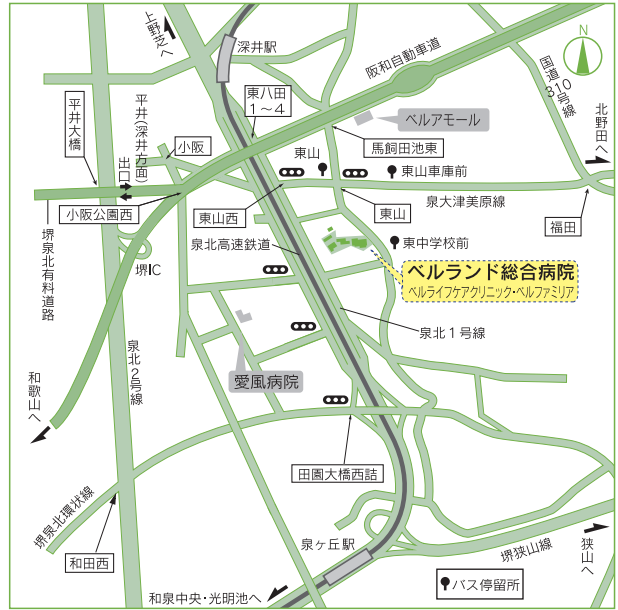 上野芝へ
深井駅
阪和自動車道
N
国道310号線
北野田へ
東八田
1〜4
平井大橋
平井(深井方面)
出口
小阪
ベルアモール
馬飼田池東
東山
東山車庫前
小阪公園西
東山西
東山
泉大津美原線
福田
堺泉北有料道路
堺IC
泉北高速鉄道
東中学校前
ベルランド総合病院
ベルライフケアクリニック・ベルファミリア
泉北1号線
泉北2号線
愛風病院
和歌山へ
田園大橋西詰
堺泉北環状線
和田西
泉ヶ丘駅
堺狭山線
狭山へ
和泉中央・光明池へ
バス停留所